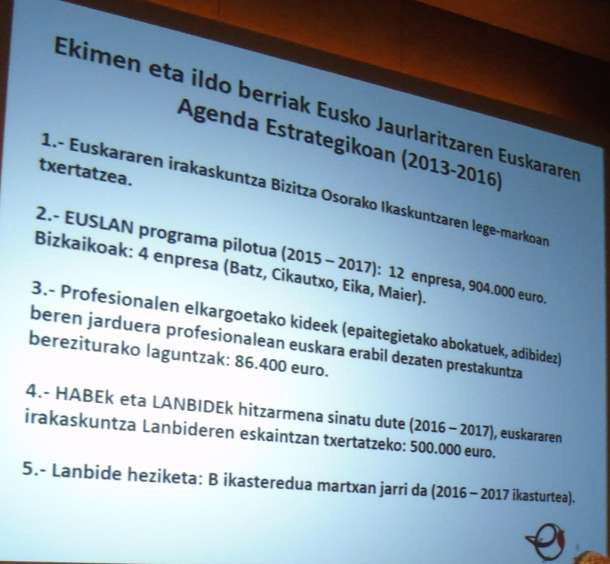 Ekimen eta ildo berriak Eusko Jaurlaritzaren Euskararen
Agenda Estrategikoan (2013-2016)
1.- Euskararen irakaskuntza Bizitza Osorako Ikaskuntzaren lege-markoan
txertatzea.
2.- EUSLAN programa pilotua (2015 – 2017): 12 enpresa, 904.000 euro.
Bizkaikoak: 4 enpresa (Batz, Cikautxo, Eika, Maier).
3.- Profesionalen elkargoetako kideek (epaitegietako abokatuek, adibidez)
beren jarduera profesionalean euskara erabil dezaten prestakuntza
bereziturako laguntzak: 86.400 euro.
4.- HABEk eta LANBIDEk hitzarmena sinatu dute (2016 – 2017), euskararen
irakaskuntza Lanbideren eskaintzan txertatzeko: 500.000 euro.
5.- Lanbide heziketa: B ikasteredua martxan jarri da (2016 – 2017 ikasturtea).